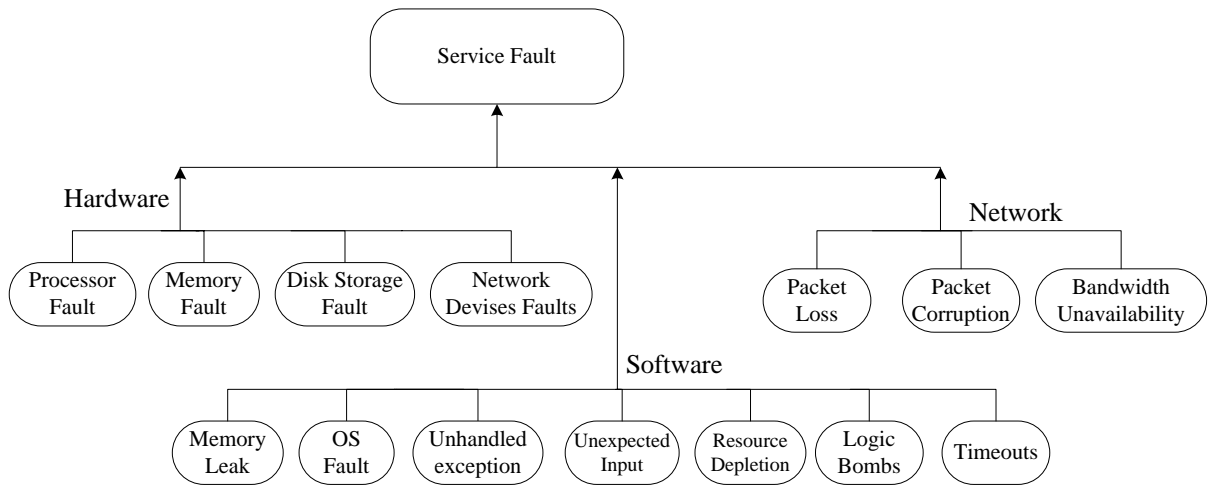 Service Fault
Hardware
Network
Processor
Fault
Memory
Fault
Disk Storage
Fault
Network
Devises Faults
Packet
Loss
Packet
Corruption
Bandwidth
Unavailability
Software
Memory
Leak
OS
Fault
Unhandled
exception
Unexpected
Input
Resource
Depletion
Logic
Bombs
Timeouts